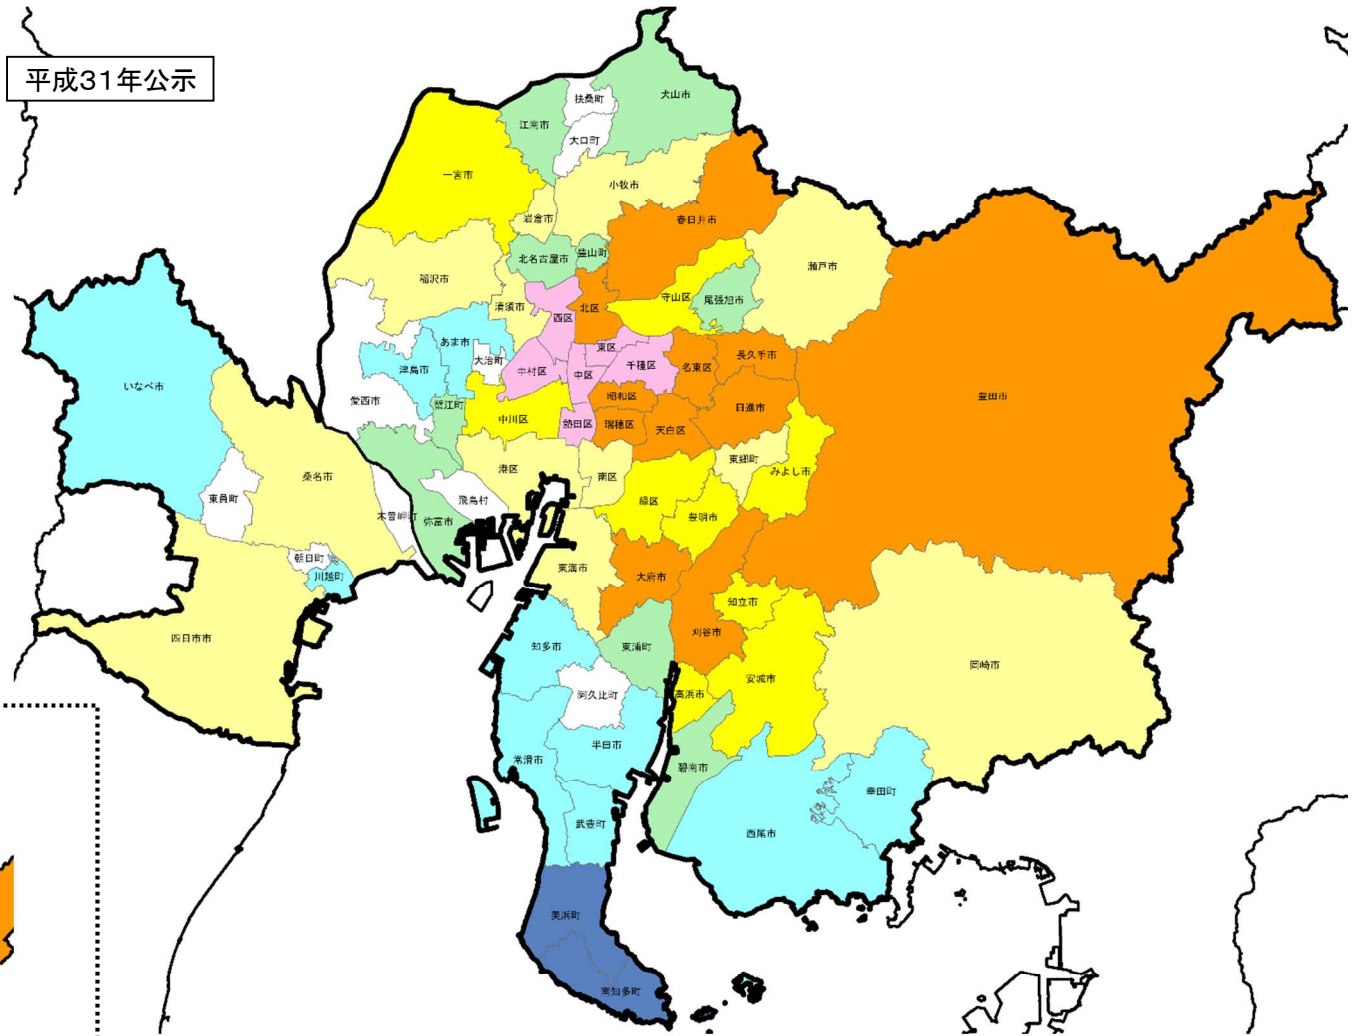 平成31年公示
犬山市
扶桑町
江南市
大口町
一宮市
小牧市
岩倉市
春日井市
北名古屋市
豊山町
瀬戸市
稲沢市
守山区
尾張旭市
清須市
北区
西区
あま市
大治町
東区
長久手市
千種区
名東区
津島市
中村区
中区
いなべ市
昭和区
豊田市
愛西市
蟹江町
日進市
中川区
熱田区
瑞穂区
天白区
東郷町
港区
みよし市
桑名市
南区
東員町
飛島村
緑区
木曽岬町
弥富市
豊明市
朝日町
東海市
川越町
大府市
知立市
刈谷市
四日市市
知多市
東浦町
岡崎市
安城市
阿久比町
高浜市
半田市
常滑市
碧南市
幸田町
武豊町
西尾市
美浜町
南知多町